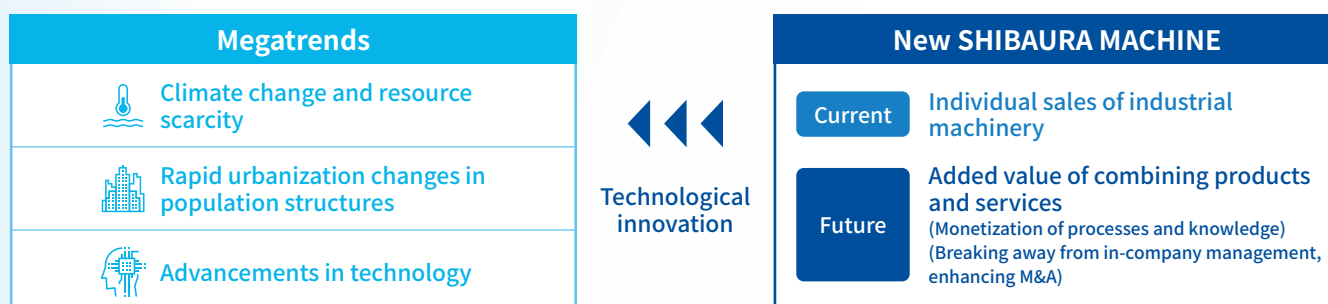 Megatrends
Climate change and resource
scarcity
Rapid urbanization changes in
population structures
Advancements in technology
Technological
innovation
New SHIBAURA MACHINE
Current
Individual sales of industrial
machinery
Future
Added value of combining products
and services
(Monetization of processes and knowledge)
(Breaking away from in-company management,
enhancing M&A)